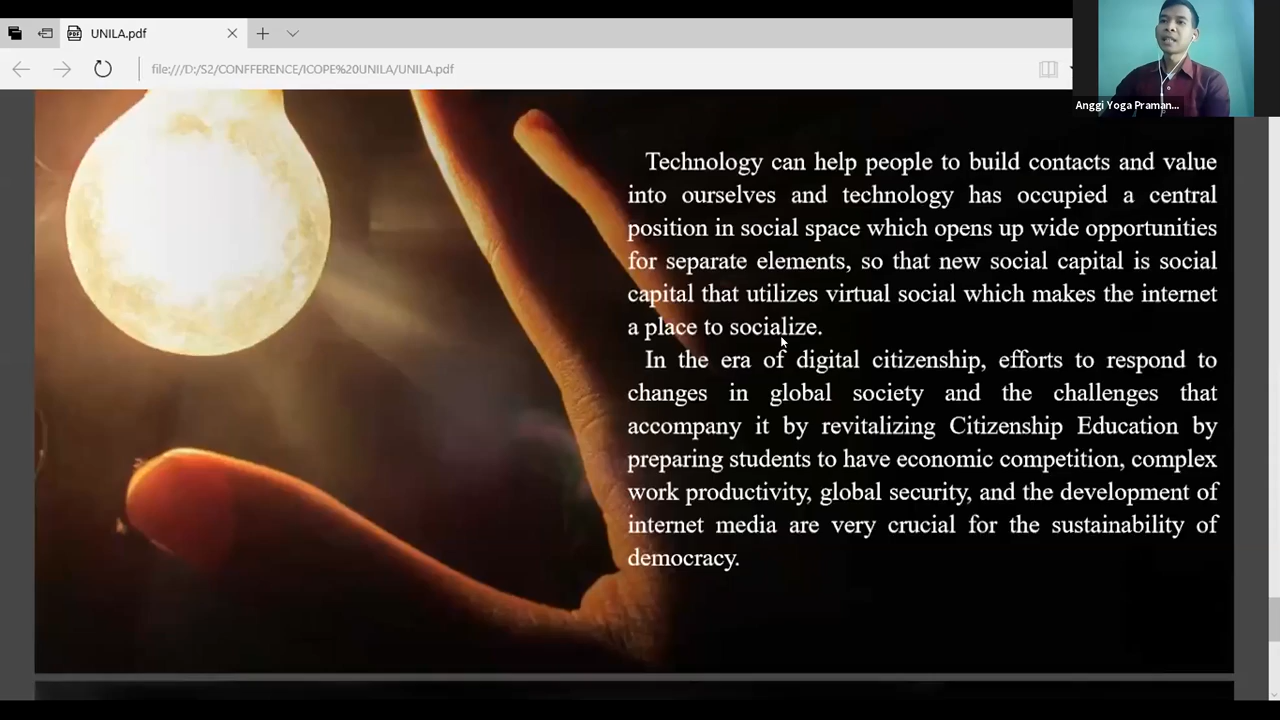 UNILA.pdf
file:///D:/S2/CONFFERENCE/ICOPE%20UNILA/UNILA.pdf
Anggi Yoga Praman...
Technology can help people to build contacts and value
into ourselves and technology has occupied a central
position in social space which opens up wide opportunities
for separate elements, so that new social capital is social
capital that utilizes virtual social which makes the internet
a place to socialize.
In the era of digital citizenship, efforts to respond to
changes in global society and the challenges that
accompany it by revitalizing Citizenship Education by
preparing students to have economic competition, complex
work productivity, global security, and the development of
internet media are very crucial for the sustainability of
democracy.